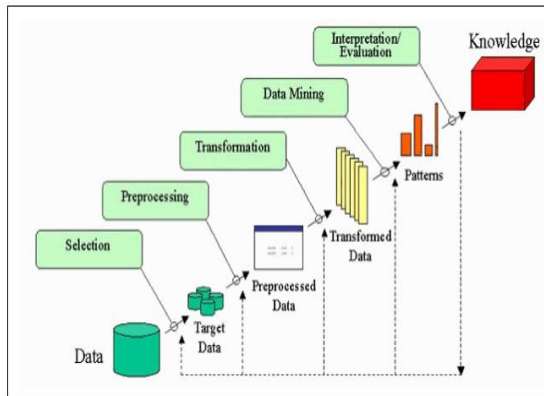 Interpretation/
Evaluation
Knowledge
Data Mining
Transformation
Patterns
Preprocessing
Transformed
Data
Selection
Preprocessed
Data
Target
Data
Data